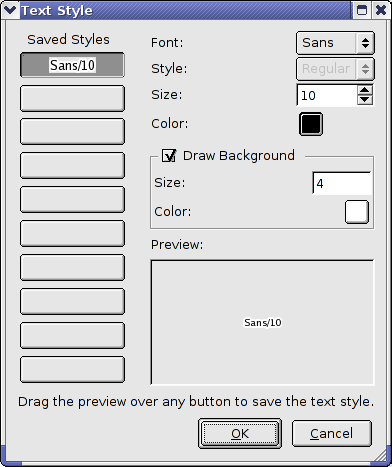 Text Style
Saved Styles
Sans/10
Font: Sans
Style: Regular
Size: 10
Color:
Draw Background
Size: 4
Color:
Preview:
Sans/10
Drag the preview over any button to save the text style.
OK Cancel